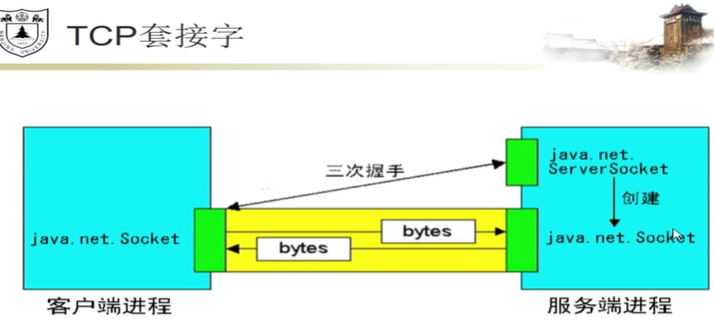 TCP套接字
三次握手
java.net.
ServerSocket
创建
java.net.Socket
bytes
bytes
java.net.Socket
客户端进程
服务端进程